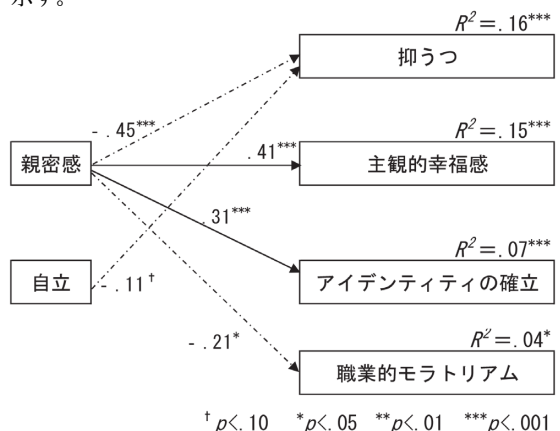 示す。
R²=.16***
抑うつ
-.45***
R²=.15***
.41***
親密感
主観的幸福感
.31***
R²=.07***
自立
-.11†
アイデンティティの確立
-.21*
R²=.04*
職業的モラトリアム
†p<.10 *p<.05 **p<.01 ***p<.001